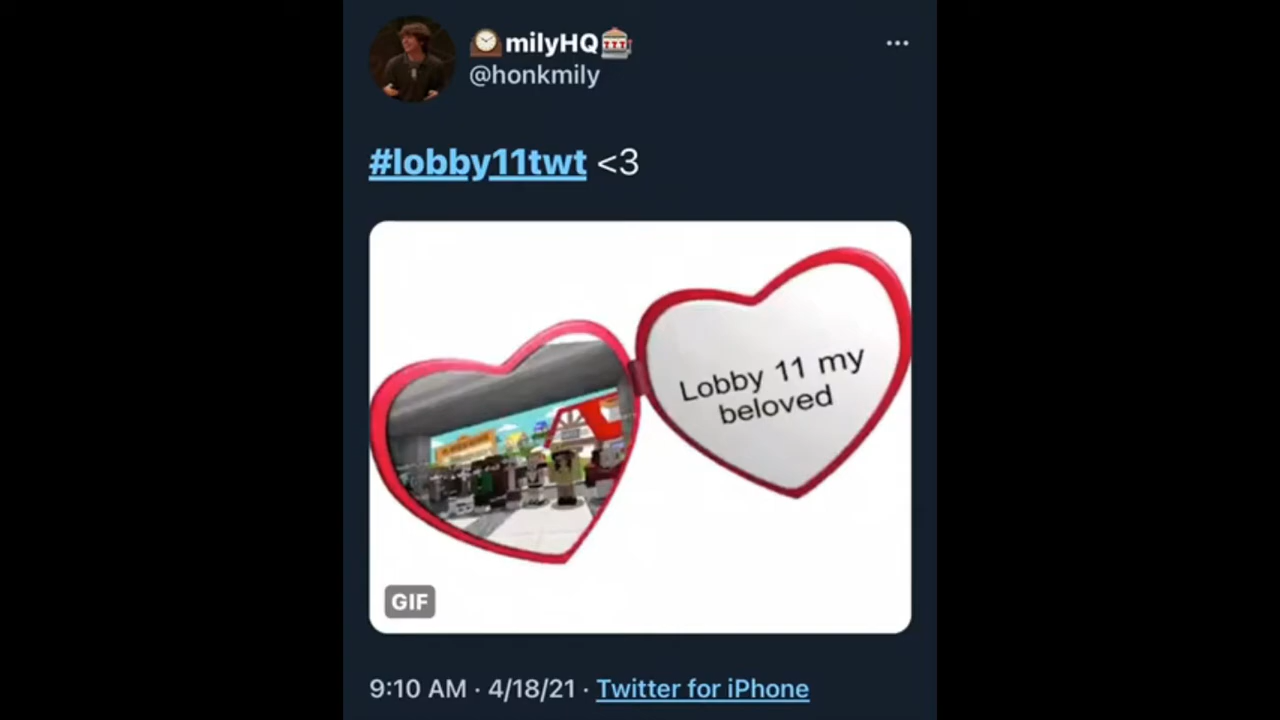 🕰️milyHQ🎰
@honkmily
#lobby11twt <3
Lobby 11 my
beloved
GIF
9:10 AM · 4/18/21 · Twitter for iPhone